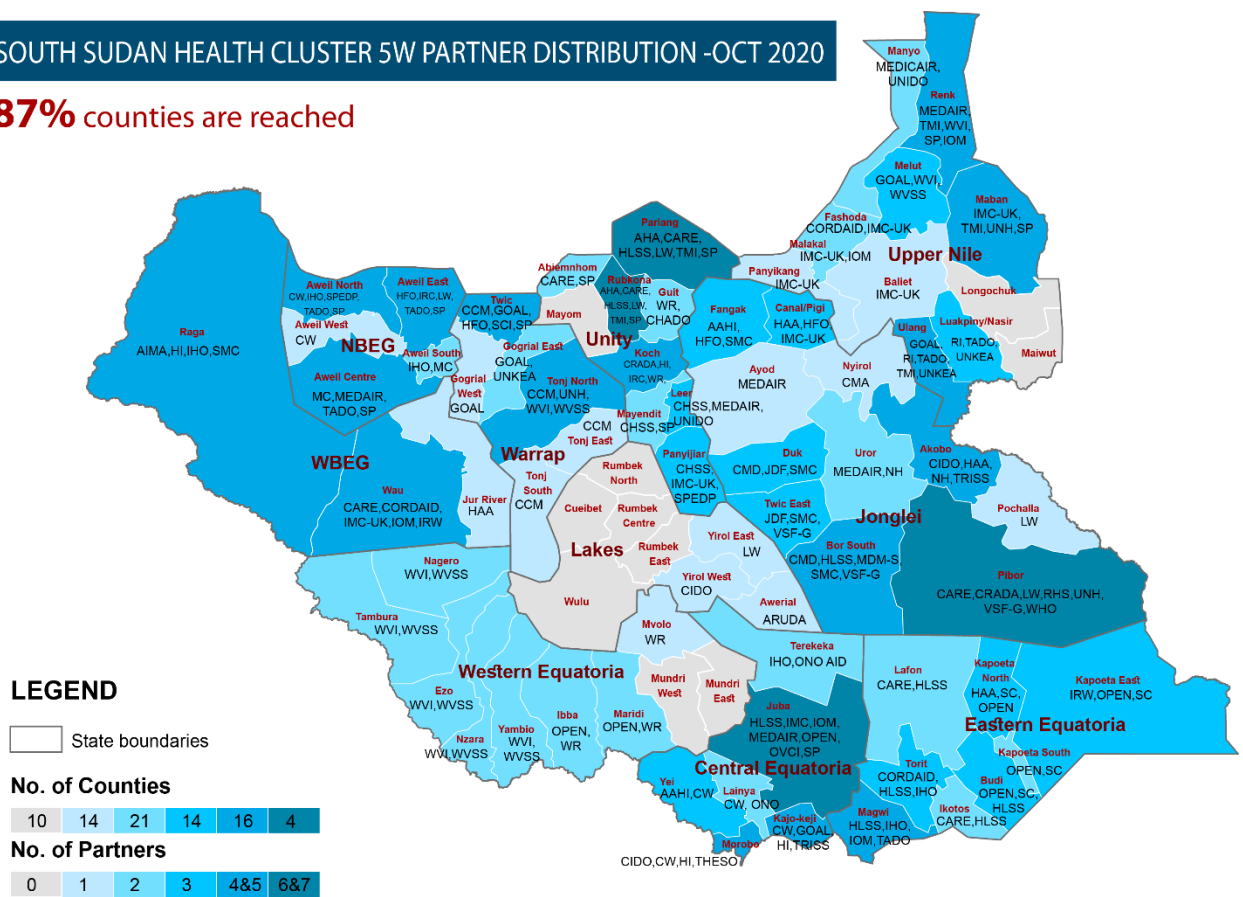 SOUTH SUDAN HEALTH CLUSTER 5W PARTNER DISTRIBUTION -OCT 2020
87% counties are reached
Manyo
MEDICAIR,
UNIDO
Renk
MEDAIR,
TMI,WVI,
SP,IOM
Melut
GOAL,WVI,
WVSS
Maban
IMC-UK,
TMI,UNH,SP
Fashoda
CORDAID,IMC-UK
Malakal
IMC-UK,IOM
Upper Nile
Panyikang
IMC-UK
Baliet
IMC-UK
Longochuk
Luakpiny/Nasir
RI,TADO,
UNKEA
Maiwut
Ulang
GOAL,
RI,TADO,
TMI,UNKEA
Pariang
AHA,CARE,
HLSS,LW,TMI,SP
Abiemnhom
CARE,SP
Rubkona
AHA,CARE,
HLSS,LW,
TMI,SP
Guit
WR,
CHADO
Mayom
Unity
Koch
CRADA,HI,
IRC,WR,
Leer
CHSS,MEDAIR,
UNIDO
Mayendit
CHSS,SP
Panyijiar
CHSS,
IMC-UK,
SPEDP
Fangak
AAHI,
HFO,SMC
Canal/Pigi
HAA,HFO,
IMC-UK
Ayod
MEDAIR
Nyirol
CMA
Duk
CMD,JDF,SMC
Uror
MEDAIR,NH
Akobo
CIDO,HAA,
NH,TRISS
Pochalla
LW
Twic East
JDF,SMC,
VSF-G
Jonglei
Bor South
CMD,HLSS,MDM-S,
SMC,VSF-G
Pibor
CARE,CRADA,LW,RHS,UNH,
VSF-G,WHO
Aweil North
CW,IHO,SPEDP,
TADO,SP
Aweil East
HFO,IRC,LW,
TADO,SP
Aweil West
CW
NBEG
Aweil South
IHO,MC
Aweil Centre
MC,MEDAIR,
TADO,SP
Raga
AIMA,HI,IHO,SMC
WBEG
Wau
CARE,CORDAID,
IMC-UK,IOM,IRW
Jur River
HAA
Twic
CCM,GOAL,
HFO,SCI,SP
Gogrial East
GOAL,
UNKEA
Gogrial
West
GOAL
Tonj North
CCM,UNH,
WVI,WVSS
CCM
Tonj East
Warrap
Tonj
South
CCM
Rumbek
North
Cueibet
Rumbek
Centre
Lakes
Rumbek
East
Wulu
Yirol East
LW
Yirol West
CIDO
Awerial
ARUDA
Nagero
WVI,WVSS
Tambura
WVI,WVSS
Western Equatoria
Ezo
WVI,WVSS
Nzara
WVI,WVSS
Yambio
WVI,
WVSS
Ibba
OPEN,
WR
Maridi
OPEN,WR
Mvolo
WR
Mundri
West
Mundri
East
Terekeka
IHO,ONO AID
Juba
HLSS,IMC,IOM,
MEDAIR,OPEN,
OVCI,SP
Central Equatoria
Yei
AAHI,CW
Lainya
CW, ONO
Morobo
CIDO,CW,HI,THESO
Kajo-keji
CW,GOAL,
HI,TRISS
Lafon
CARE,HLSS
Kapoeta
North
HAA,SC,
OPEN
Kapoeta East
IRW,OPEN,SC
Eastern Equatoria
Kapoeta South
OPEN,SC
Torit
CORDAID,
HLSS,IHO
Budi
OPEN,SC,
HLSS
Ikotos
CARE,HLSS
Magwi
HLSS,IHO,
IOM,TADO
LEGEND
State boundaries
No. of Counties
10 14 21 14 16 4
No. of Partners
0 1 2 3 4&5 6&7